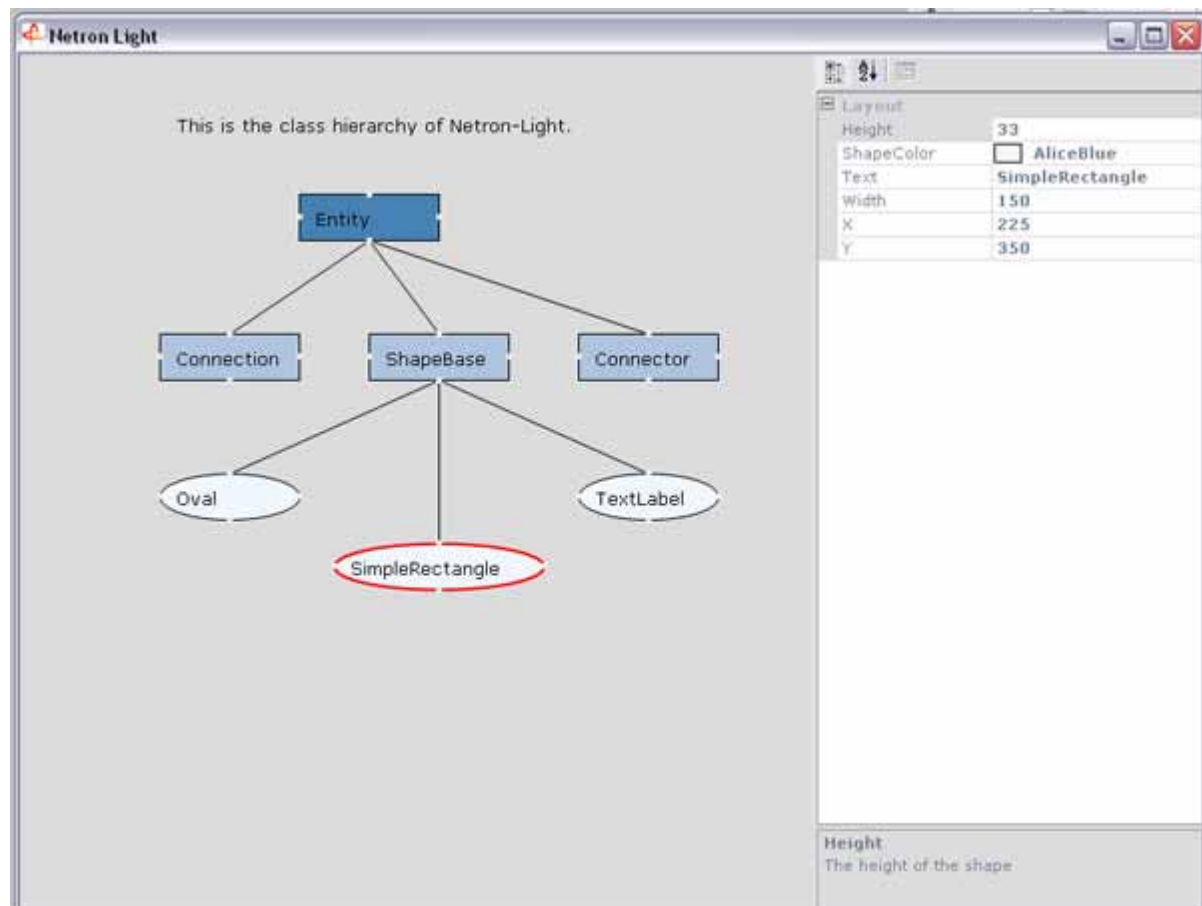 Netron Light
This is the class hierarchy of Netron-Light.
Entity
Connection ShapeBase Connector
Oval TextLabel
SimpleRectangle
Layout
Height 33
ShapeColor AliceBlue
Text SimpleRectangle
Width 150
X 225
Y 350
Height
The height of the shape